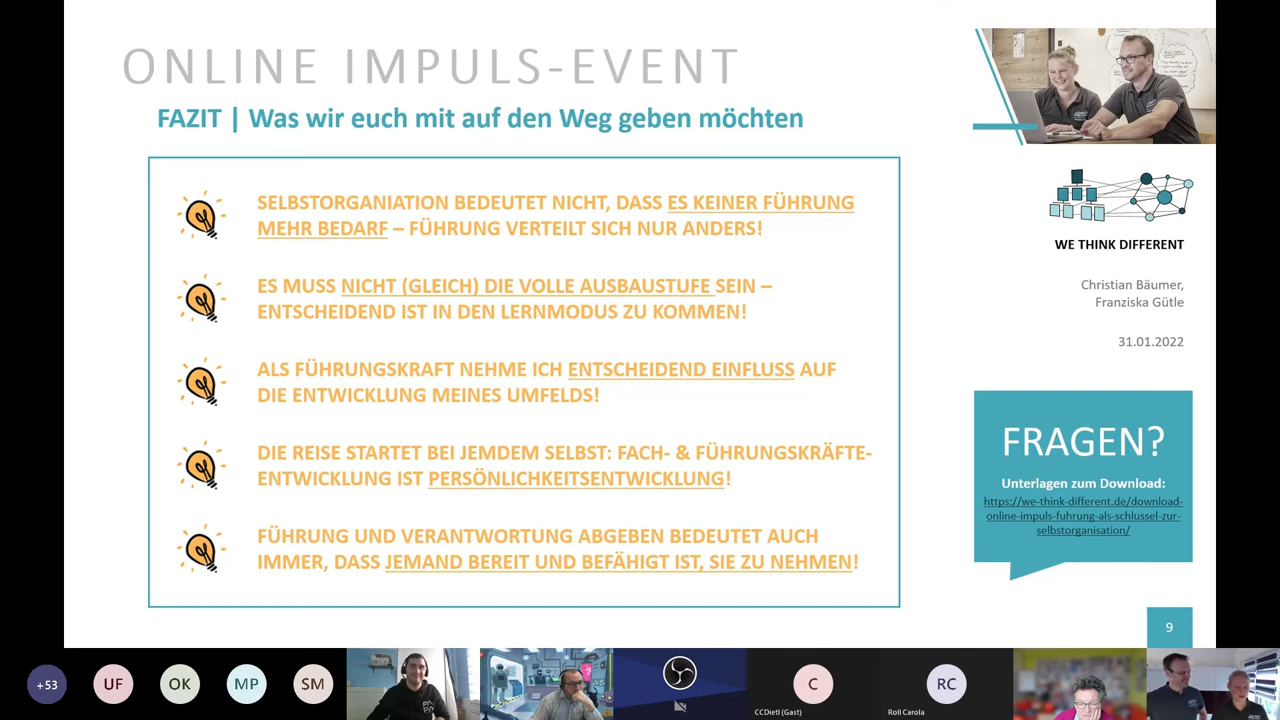 ONLINE IMPULS-EVENT
FAZIT | Was wir euch mit auf den Weg geben möchten
SELBSTORGANIATION BEDEUTET NICHT, DASS ES KEINER FÜHRUNG
MEHR BEDARF – FÜHRUNG VERTEILT SICH NUR ANDERS!
ES MUSS NICHT (GLEICH) DIE VOLLE AUSBAUSTUFE SEIN –
ENTSCHEIDEND IST IN DEN LERNMODUS ZU KOMMEN!
ALS FÜHRUNGSKRAFT NEHME ICH ENTSCHEIDEND EINFLUSS AUF
DIE ENTWICKLUNG MEINES UMFELDS!
DIE REISE STARTET BEI JEMDEM SELBST: FACH- & FÜHRUNGSKRÄFTE-
ENTWICKLUNG IST PERSÖNLICHKEITSENTWICKLUNG!
FÜHRUNG UND VERANTWORTUNG ABGEBEN BEDEUTET AUCH
IMMER, DASS JEMAND BEREIT UND BEFÄHIGT IST, SIE ZU NEHMEN!
WE THINK DIFFERENT
Christian Bäumer,
Franziska Gütle
31.01.2022
FRAGEN?
Unterlagen zum Download:
https://we-think-different.de/download-
online-impuls-fuhrung-als-schlussel-zur-
selbstorganisation/
9
+53
UF
OK
MP
SM
C
CCDietl (Gast)
RC
Roll Carola